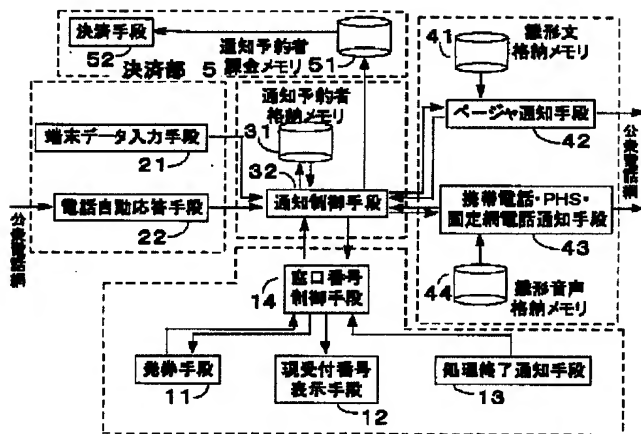 決済手段
52
通知予約者
課金メモリ
51
決済部 5
41
雛形文
格納メモリ
通知予約者
格納メモリ
31
端末データ入力手段
21
32
ページャ通知手段
42
公衆電話網
公衆電話網
電話自動応答手段
22
通知制御手段
携帯電話・PHS・
固定網電話通知手段
43
14
窓口番号
制御手段
44
雛形音声
格納メモリ
発券手段
11
現受付番号
表示手段
12
処理終了通知手段
13